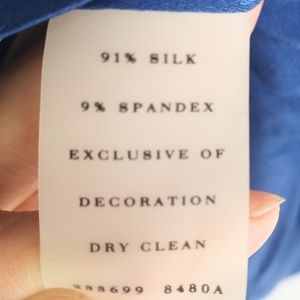 91% SILK
9% SPANDEX
EXCLUSIVE OF
DECORATION
DRY CLEAN
8480A